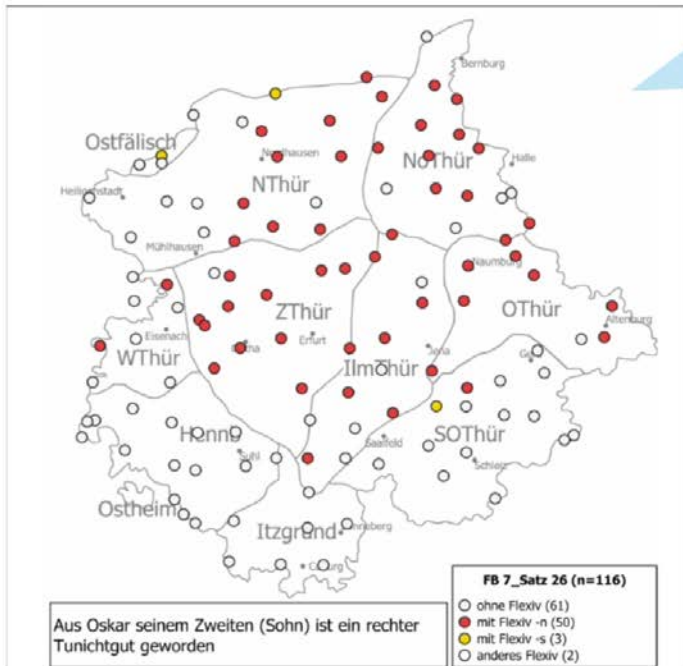 Bernburg
Ostfälisch
Nordhausen
NoThür
Halle
NThür
Heiligenstadt
Mühlhausen
Naumburg
ZThür
OThür
Eisenach
Erfurt
Altenburg
WThür
Jena
IlmThür
Hennb
Saalfeld
SOThür
Suhl
Schleiz
Ostheim
Itzgrund
FB 7_Satz 26 (n=116)
ohne Flexiv (61)
mit Flexiv -n (50)
mit Flexiv -s (3)
anderes Flexiv (2)
Aus Oskar seinem Zweiten (Sohn) ist ein rechter
Tunichtgut geworden